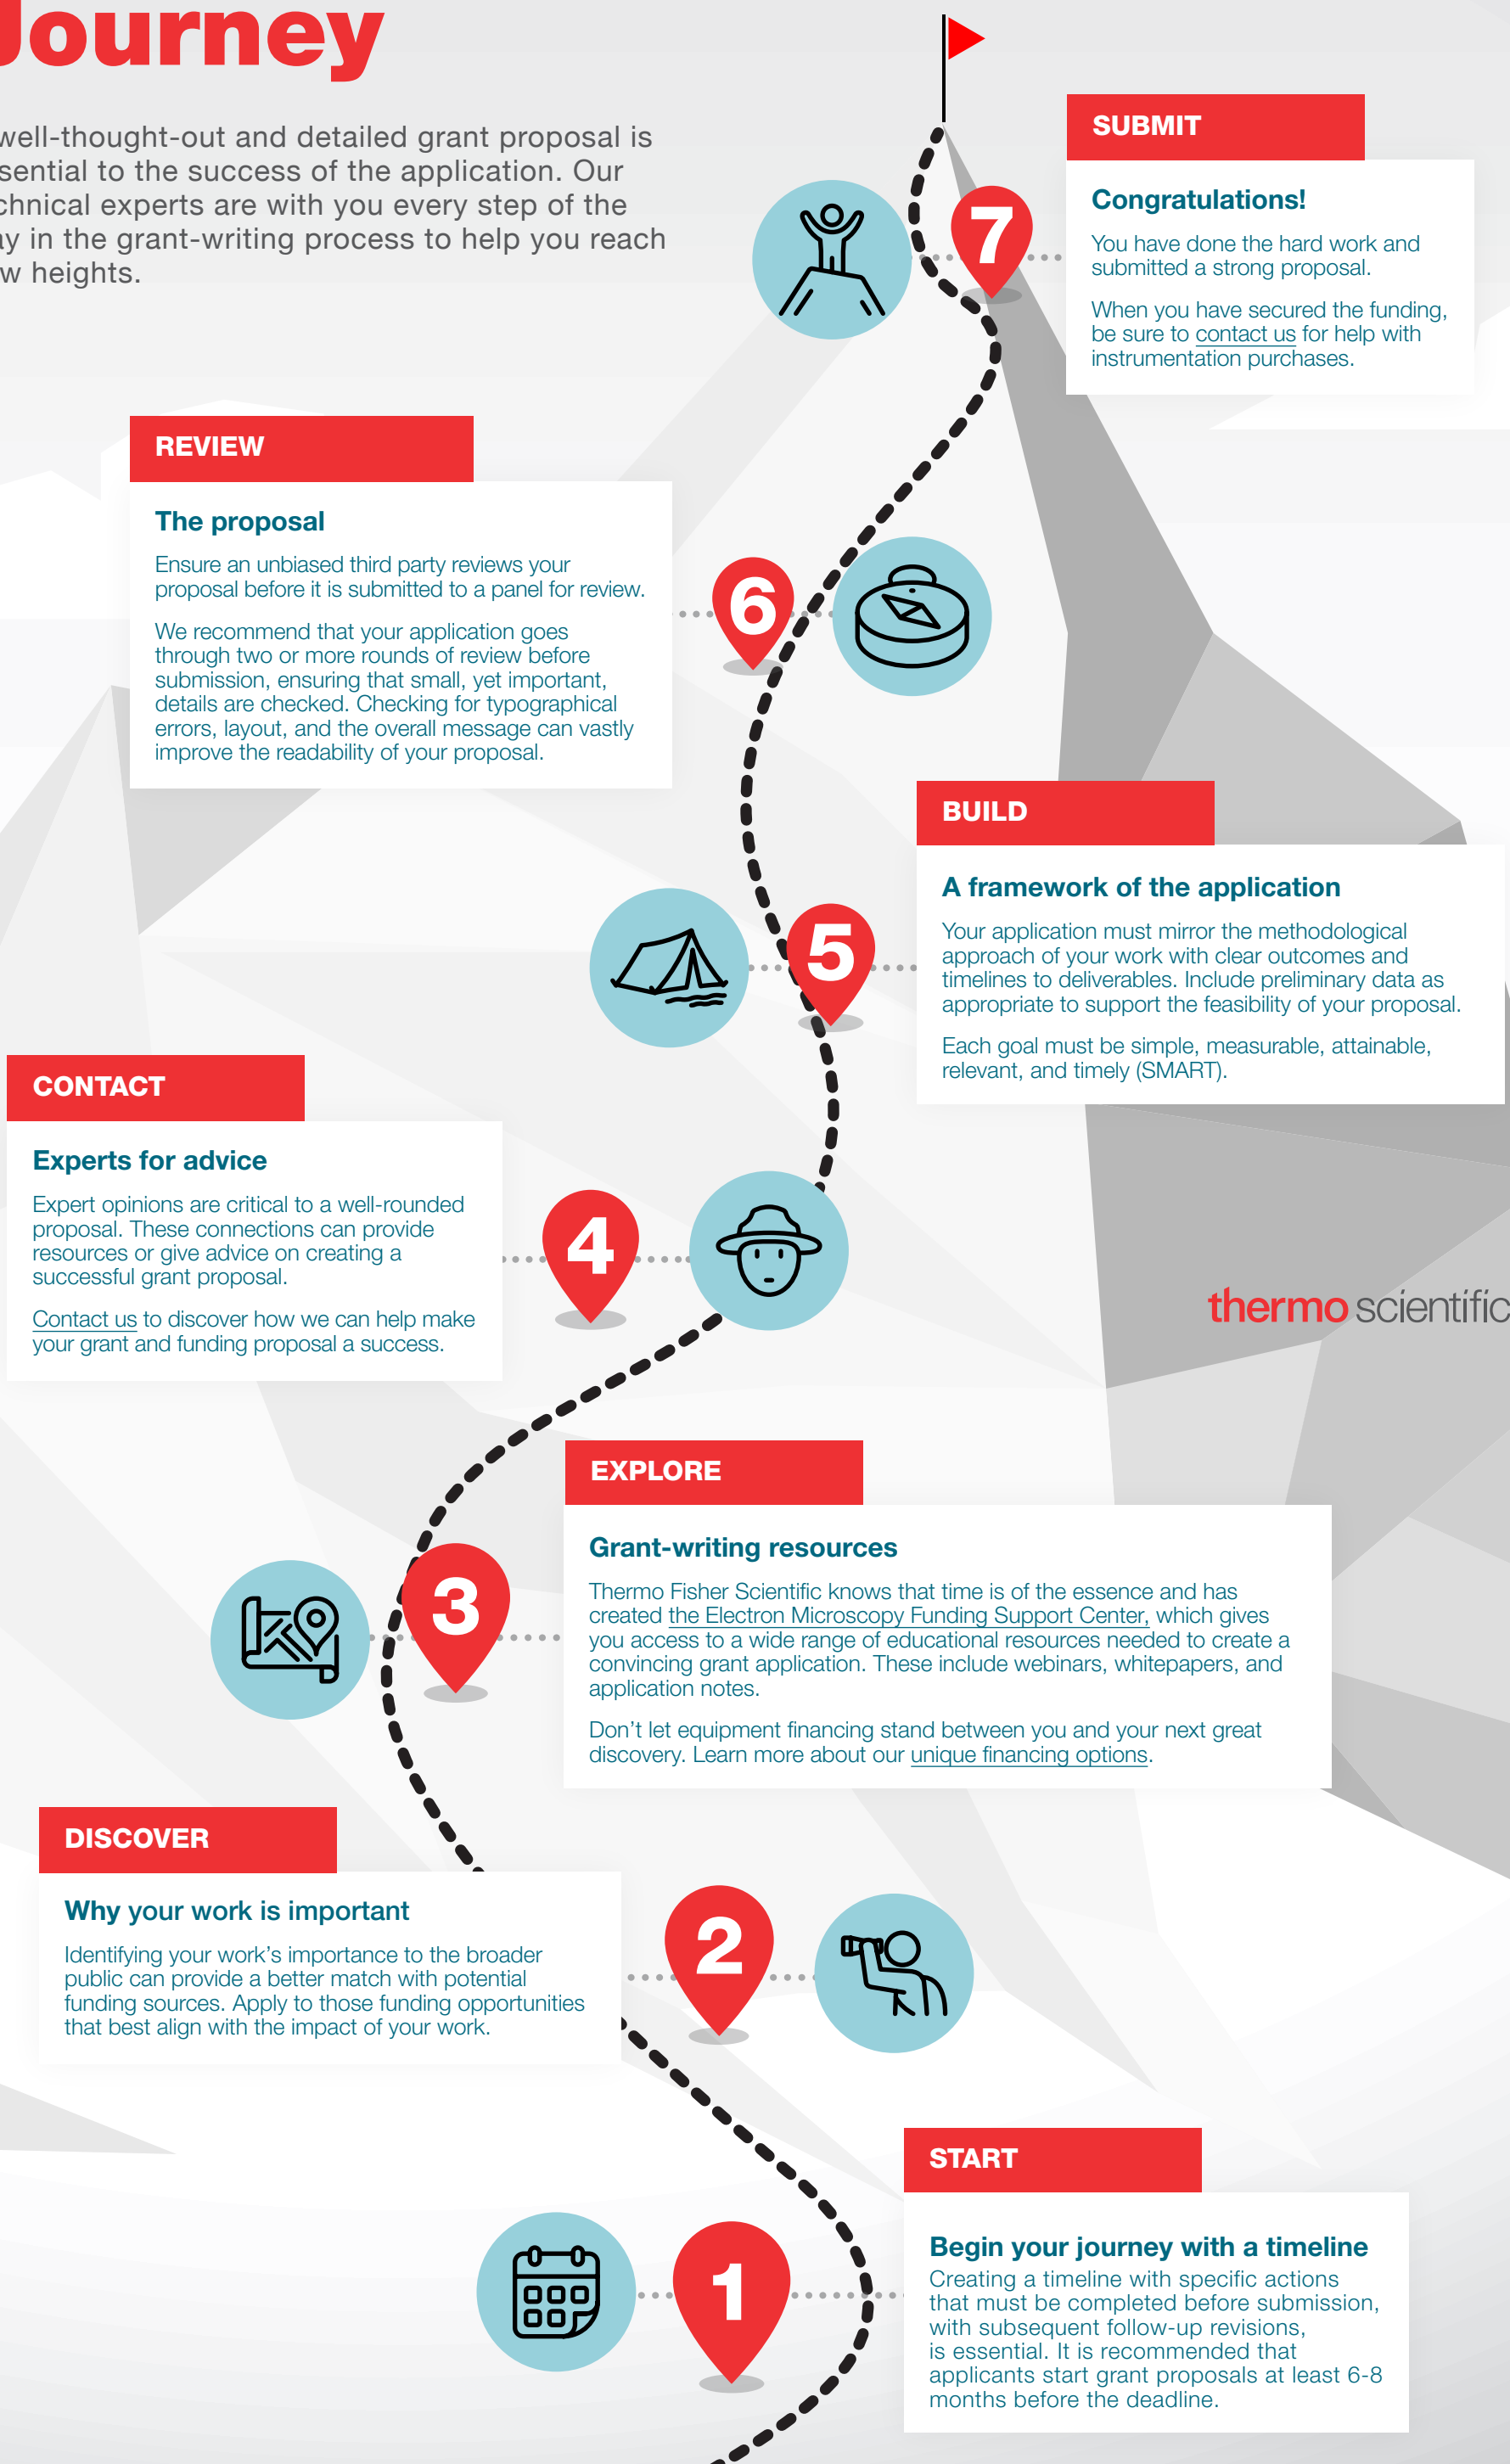 Journey
well-thought-out and detailed grant proposal is
sential to the success of the application. Our
chnical experts are with you every step of the
ay in the grant-writing process to help you reach
w heights.
7
SUBMIT
Congratulations!
You have done the hard work and
submitted a strong proposal.
When you have secured the funding,
be sure to contact us for help with
instrumentation purchases.
REVIEW
The proposal
Ensure an unbiased third party reviews your
proposal before it is submitted to a panel for review.
We recommend that your application goes
through two or more rounds of review before
submission, ensuring that small, yet important,
details are checked. Checking for typographical
errors, layout, and the overall message can vastly
improve the readability of your proposal.
6
BUILD
A framework of the application
Your application must mirror the methodological
approach of your work with clear outcomes and
timelines to deliverables. Include preliminary data as
appropriate to support the feasibility of your proposal.
Each goal must be simple, measurable, attainable,
relevant, and timely (SMART).
5
CONTACT
Experts for advice
Expert opinions are critical to a well-rounded
proposal. These connections can provide
resources or give advice on creating a
successful grant proposal.
Contact us to discover how we can help make
your grant and funding proposal a success.
4
thermo scientific
EXPLORE
Grant-writing resources
Thermo Fisher Scientific knows that time is of the essence and has
created the Electron Microscopy Funding Support Center, which gives
you access to a wide range of educational resources needed to create a
convincing grant application. These include webinars, whitepapers, and
application notes.
Don't let equipment financing stand between you and your next great
discovery. Learn more about our unique financing options.
3
DISCOVER
Why your work is important
Identifying your work's importance to the broader
public can provide a better match with potential
funding sources. Apply to those funding opportunities
that best align with the impact of your work.
2
START
Begin your journey with a timeline
Creating a timeline with specific actions
that must be completed before submission,
with subsequent follow-up revisions,
is essential. It is recommended that
applicants start grant proposals at least 6-8
months before the deadline.
1